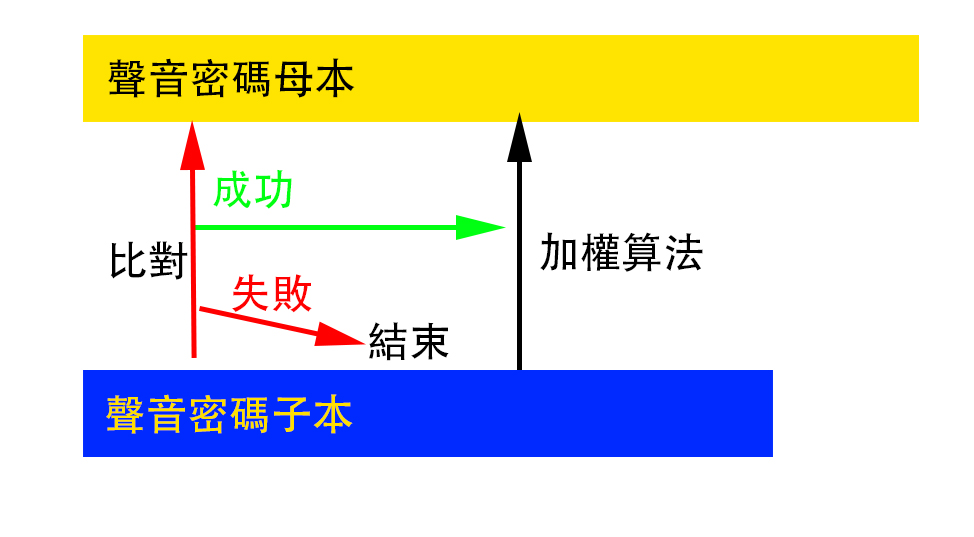 聲音密碼母本
成功
比對
加權算法
失敗
結束
聲音密碼子本